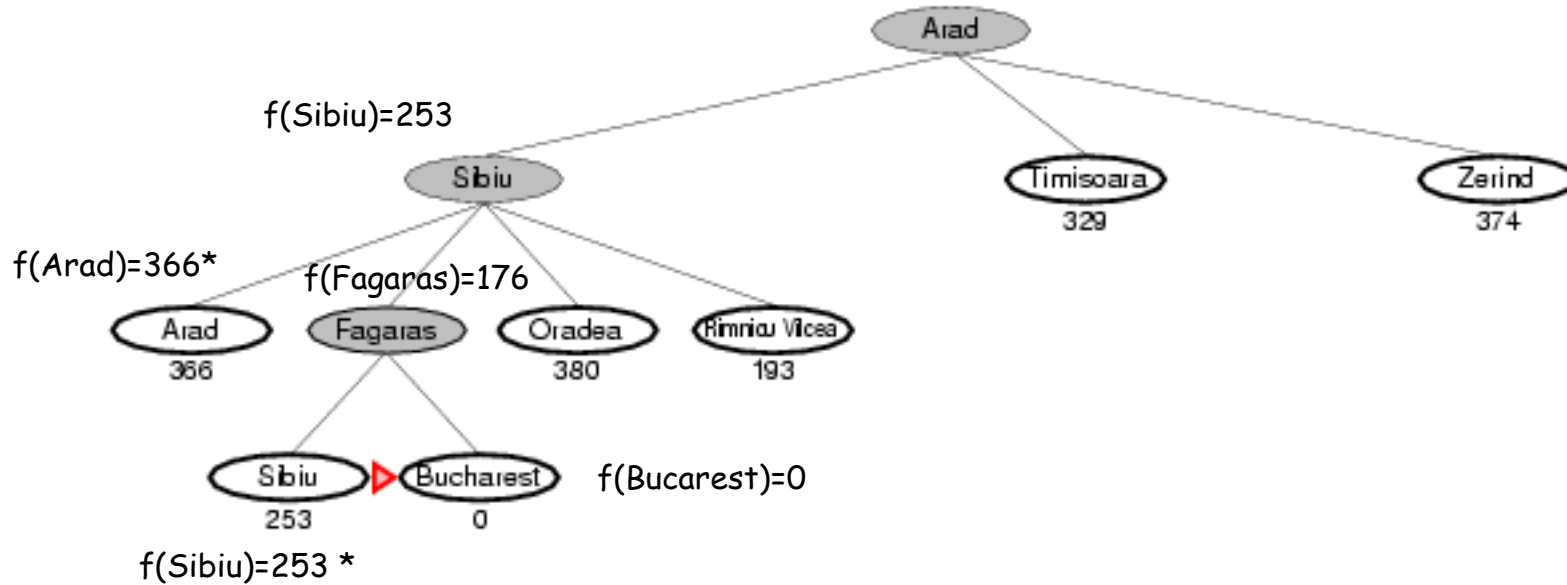 Arad
f(Sibiu)=253
Sibiu
Timisoara
Zerind
329
374
f(Arad)=366*
f(Fagaras)=176
Arad
Fagaras
Oradea
Rimnicu Vilcea
366
380
193
Sibiu
Bucharest
f(Bucarest)=0
253
0
f(Sibiu)=253 *